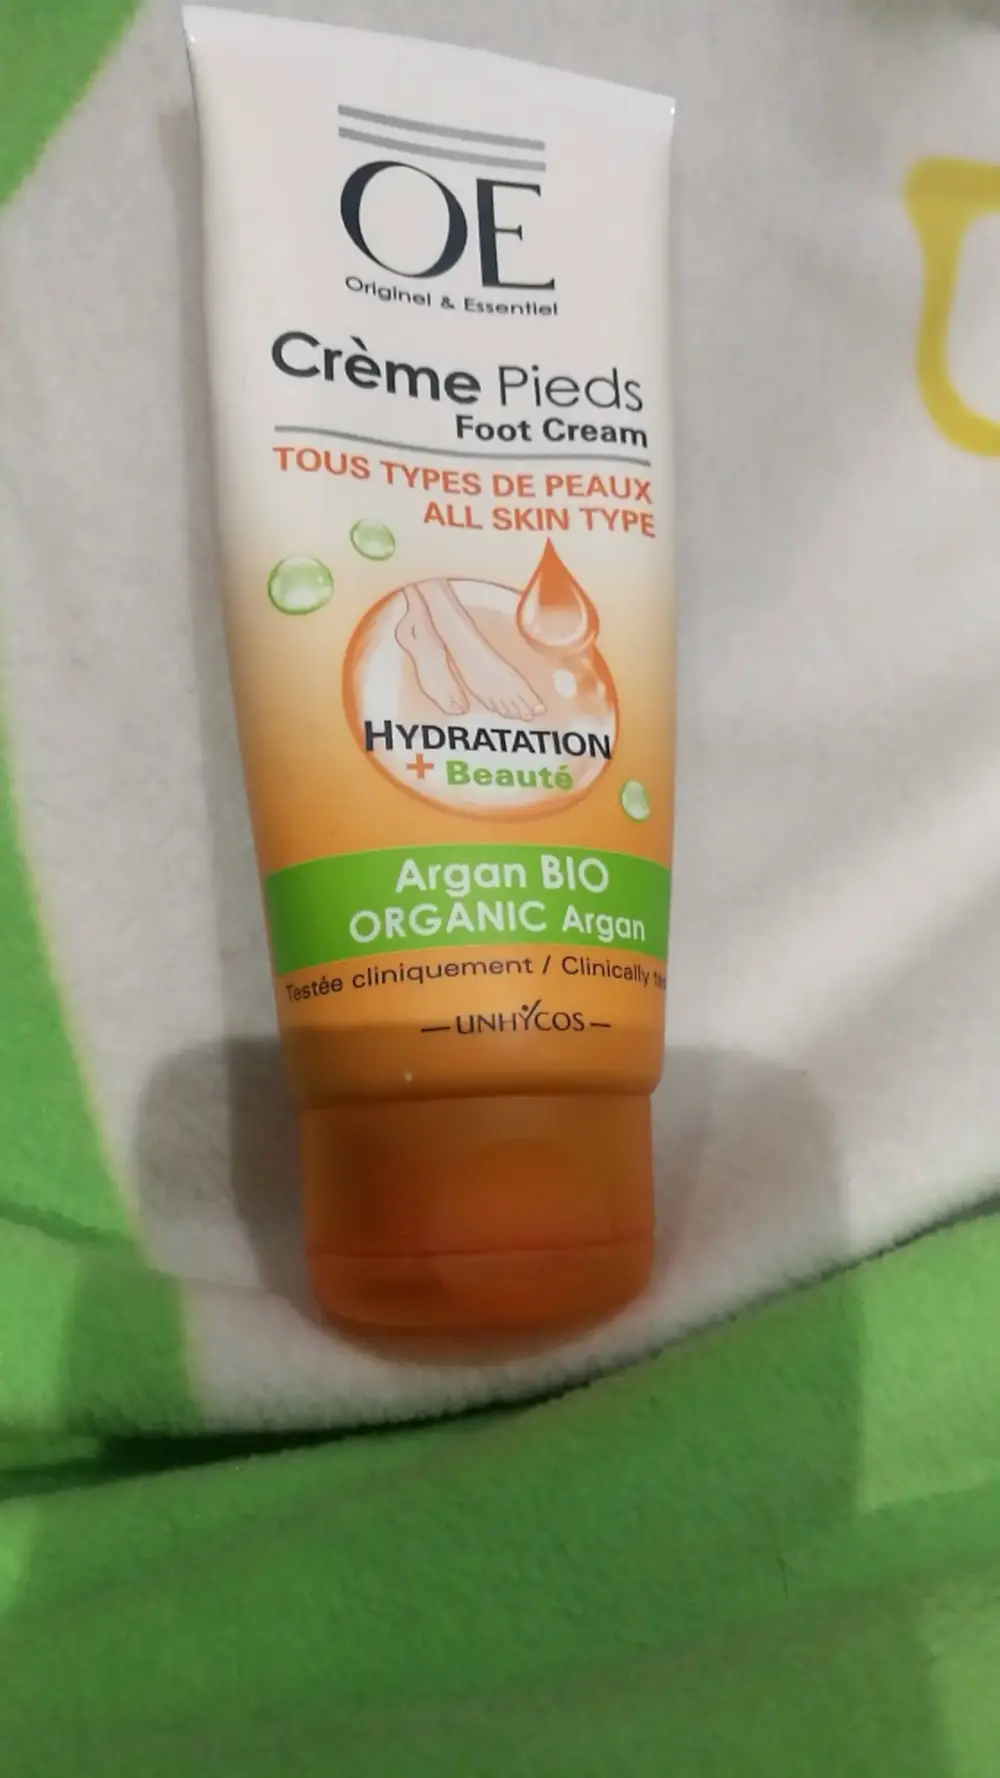 OE
Originel & Essentiel
Crème Pieds
Foot Cream
TOUS TYPES DE PEAUX
ALL SKIN TYPE
HYDRATATION
+ Beauté
Argan BIO
ORGANIC Argan
Testée cliniquement / Clinically
UNHYCOS